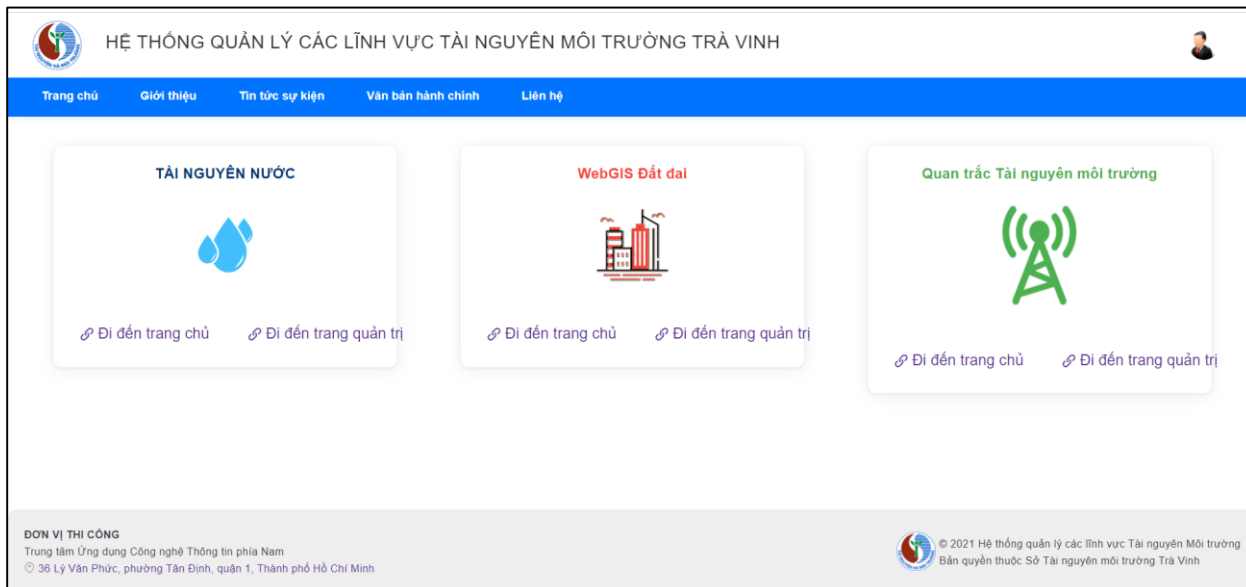 HỆ THỐNG QUẢN LÝ CÁC LĨNH VỰC TÀI NGUYÊN MÔI TRƯỜNG TRÀ VINH
Trang chủ Giới thiệu Tin tức sự kiện Văn bản hành chính Liên hệ
TÀI NGUYÊN NƯỚC
Đi đến trang chủ Đi đến trang quản trị
WebGIS Đất đai
Đi đến trang chủ Đi đến trang quản trị
Quan trắc Tài nguyên môi trường
Đi đến trang chủ Đi đến trang quản trị
ĐƠN VỊ THI CÔNG
Trung tâm Ứng dụng Công nghệ Thông tin phía Nam
36 Lý Văn Phức, phường Tân Định, quận 1, Thành phố Hồ Chí Minh
© 2021 Hệ thống quản lý các lĩnh vực Tài nguyên Môi trường
Bản quyền thuộc Sở Tài nguyên môi trường Trà Vinh